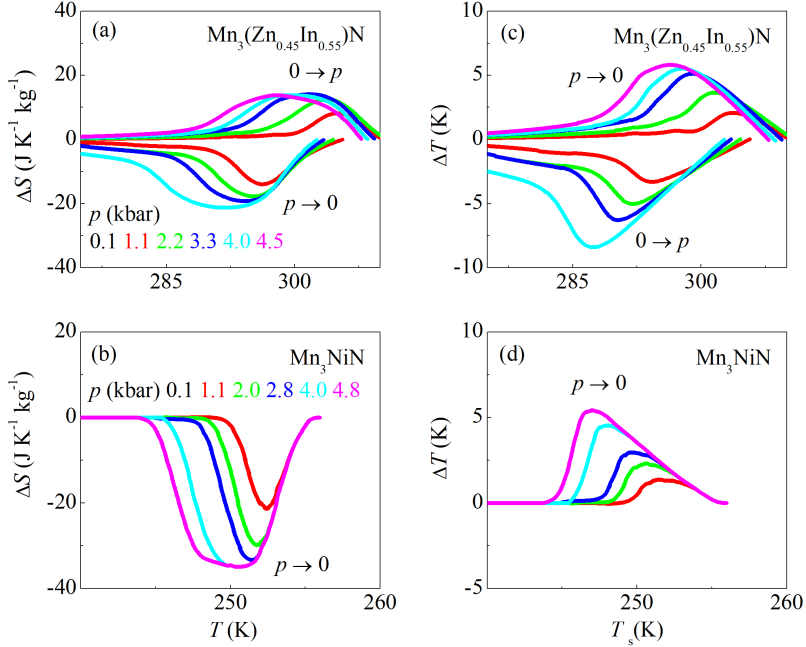 (a) Mn₃(Zn₀.₄₅In₀.₅₅)N
0 → p
p → 0
p (kbar)
0.1 1.1 2.2 3.3 4.0 4.5
40
20
0
-20
-40
ΔS (J K⁻¹ kg⁻¹)
285 300
(c) Mn₃(Zn₀.₄₅In₀.₅₅)N
p → 0
0 → p
10
5
0
-5
-10
ΔT (K)
285 300
(b) Mn₃NiN
p (kbar) 0.1 1.1 2.0 2.8 4.0 4.8
p → 0
20
0
-20
-40
ΔS (J K⁻¹ kg⁻¹)
250 260
T (K)
(d) Mn₃NiN
p → 0
10
5
0
-5
ΔT (K)
250 260
Tₛ(K)